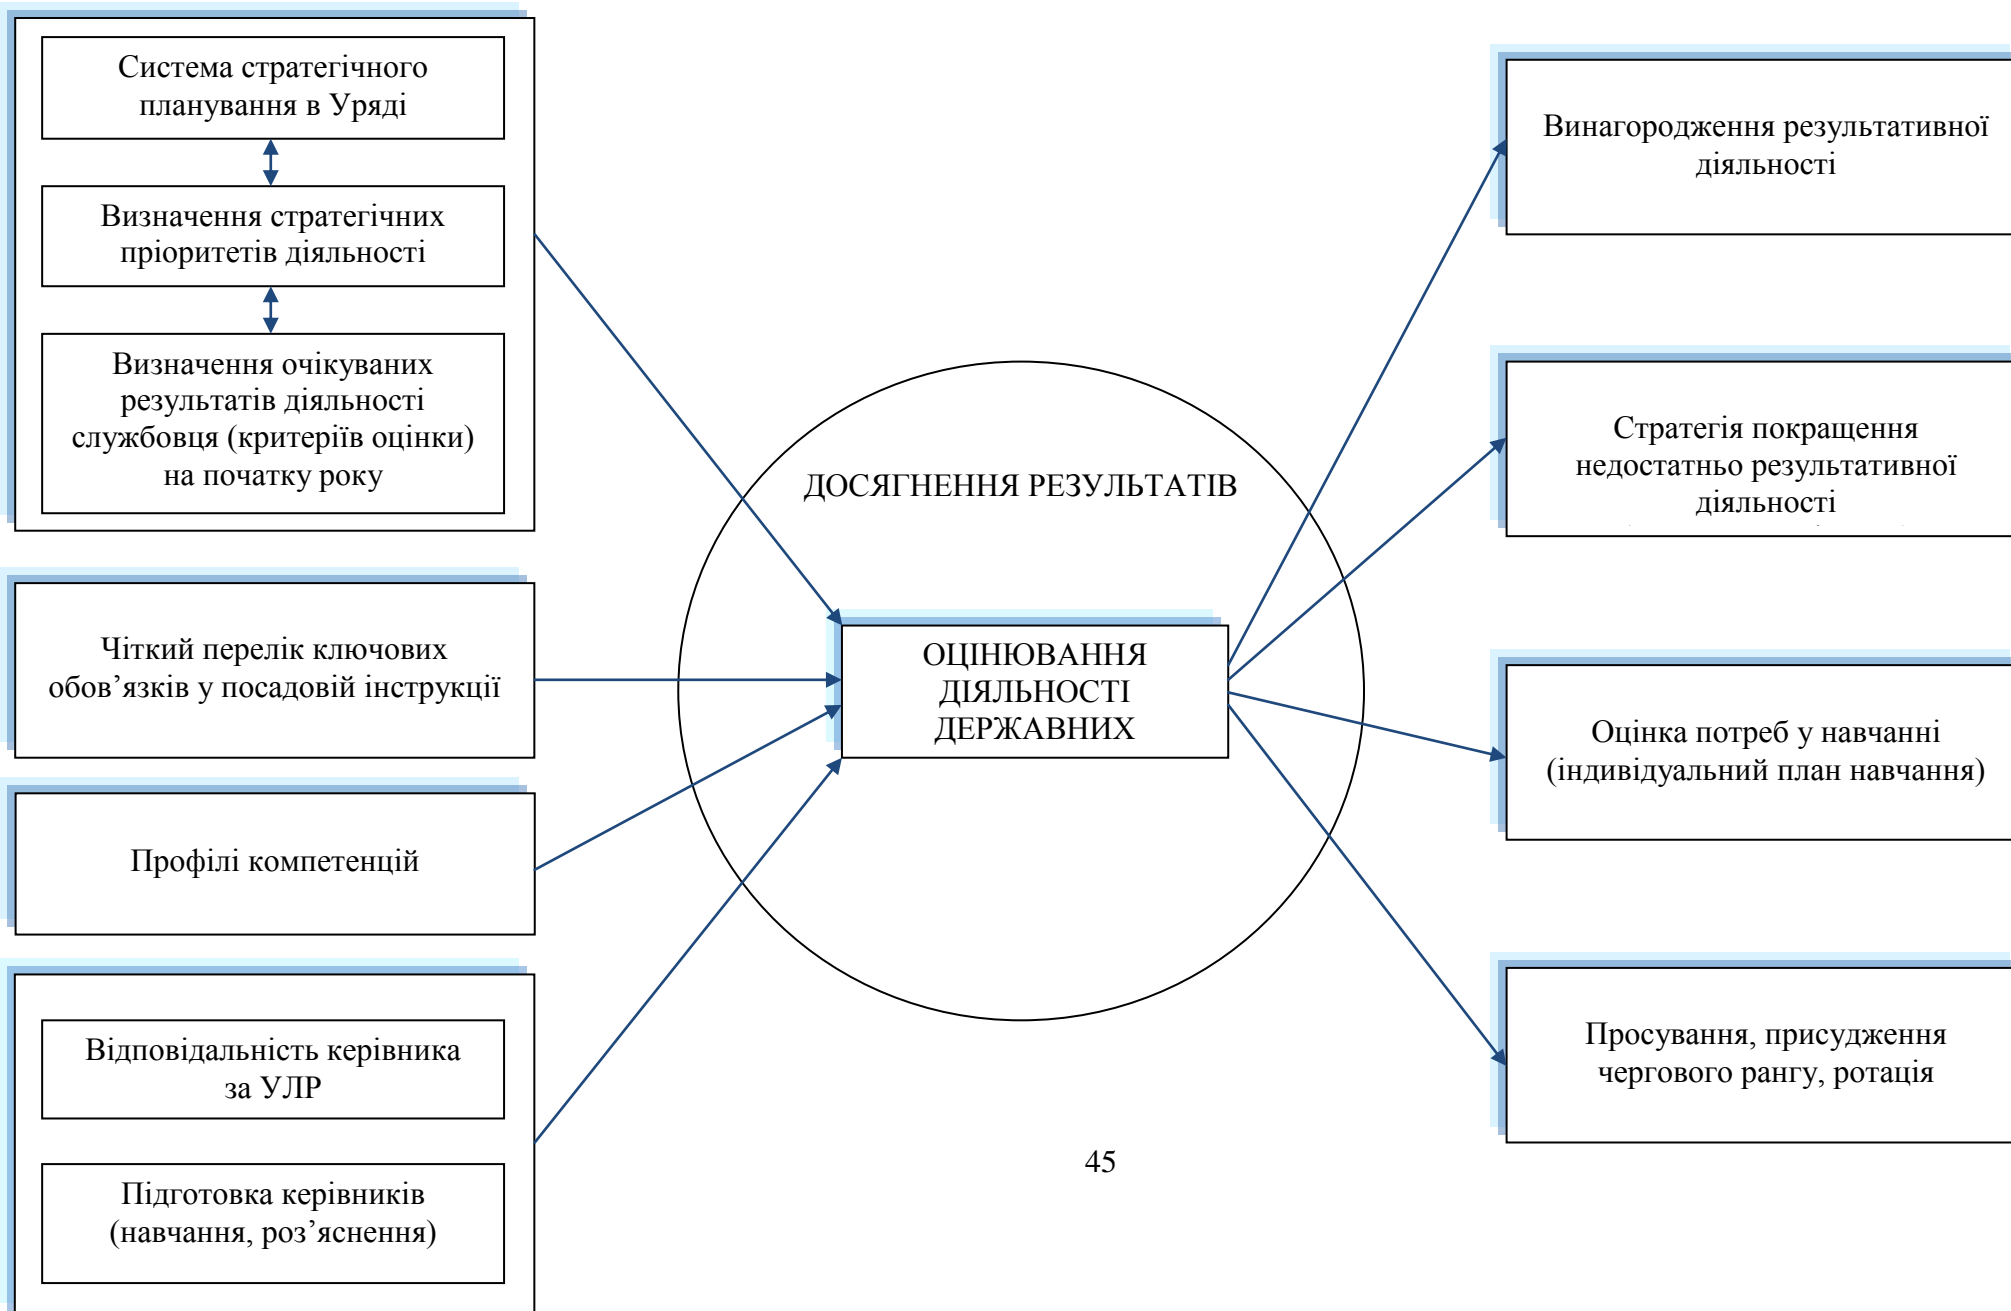 Система стратегічного
планування в Уряді
Визначення стратегічних
пріоритетів діяльності
Визначення очікуваних
результатів діяльності
службовця (критеріїв оцінки)
на початку року
Чіткий перелік ключових
обов’язків у посадовій інструкції
Профілі компетенцій
Відповідальність керівника
за УЛР
Підготовка керівників
(навчання, роз’яснення)
ДОСЯГНЕННЯ РЕЗУЛЬТАТІВ
ОЦІНЮВАННЯ
ДІЯЛЬНОСТІ
ДЕРЖАВНИХ
Винагородження результативної
діяльності
Стратегія покращення
недостатньо результативної
діяльності
Оцінка потреб у навчанні
(індивідуальний план навчання)
Просування, присудження
чергового рангу, ротація
45